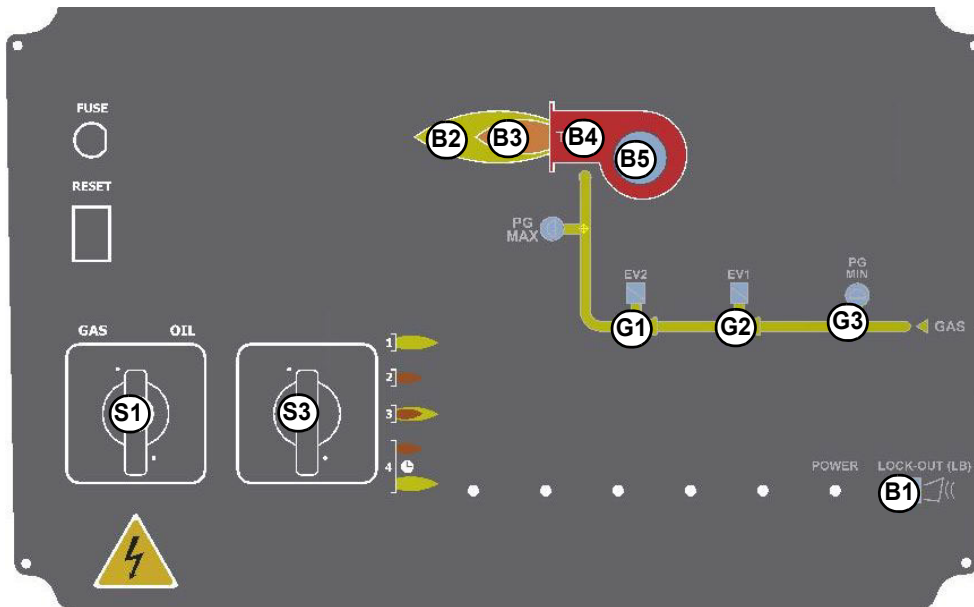 FUSE
B2
B3
B4
B5
RESET
PG
MAX
EV2
EV1
PG
MIN
G1
G2
G3
GAS
GAS
OIL
1
2
S1
S3
3
4
POWER
LOCK-OUT (LB)
B1